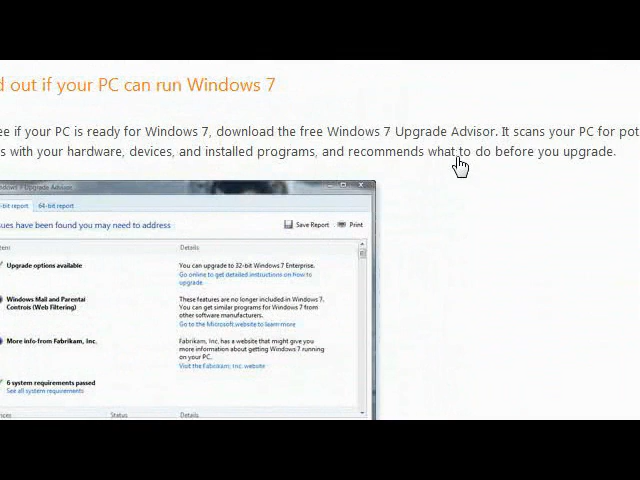 d out if your PC can run Windows 7
ee if your PC is ready for Windows 7, download the free Windows 7 Upgrade Advisor. It scans your PC for pot
s with your hardware, devices, and installed programs, and recommends what to do before you upgrade.
ndows 7 Upgrade Advisor
-bit report 64-bit report
ues have been found you may need to address
Save Report Print
tem Details
Upgrade options available
You can upgrade to 32-bit Windows 7 Enterprise.
Go online to get detailed instructions on how to
upgrade
Windows Mail and Parental
Controls (Web Filtering)
These features are no longer included in Windows 7.
You can get similar programs for Windows 7 from
other software manufacturers.
Go to the Microsoft website to learn more
More info from Fabrikam, Inc.
Fabrikam, Inc. has a website that might give you
more information about getting Windows 7 running
on your PC.
Visit the Fabrikam, Inc. website
6 system requirements passed
See all system requirements
ices Status Details